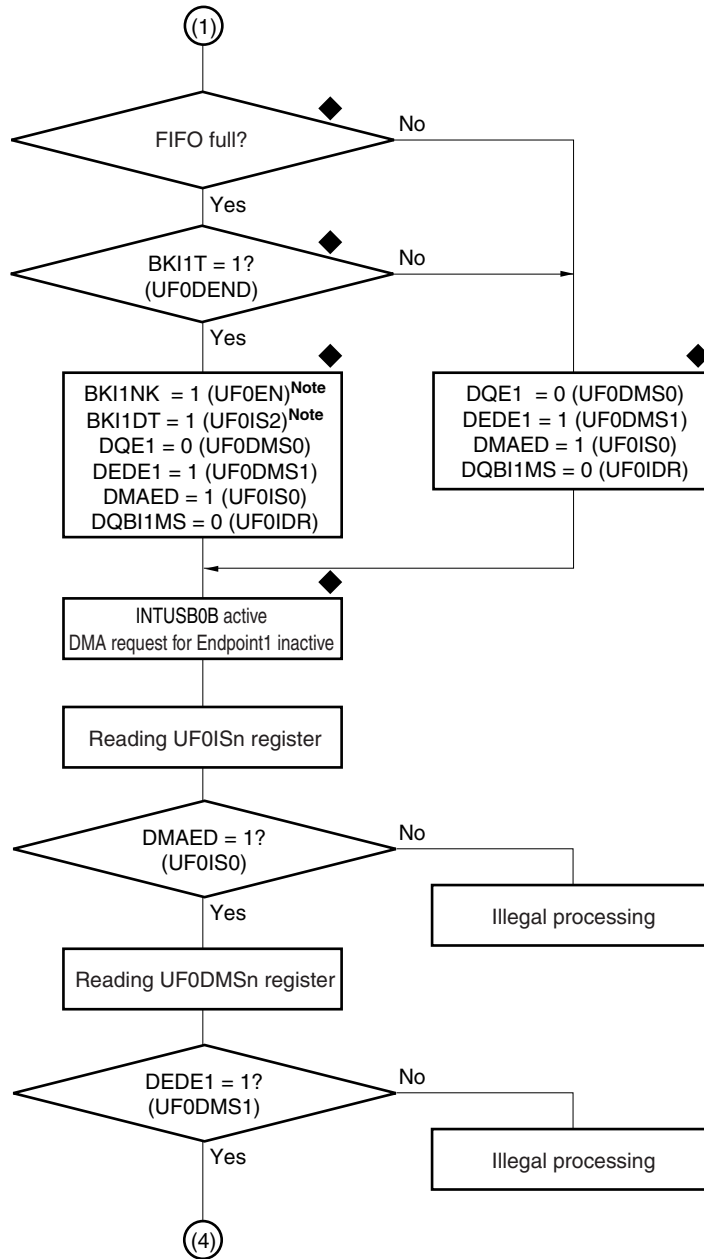 (1)
FIFO full?
No
Yes
BKI1T = 1?
(UF0DEND)
No
Yes
BKI1NK = 1 (UF0EN)Note
BKI1DT = 1 (UF0IS2)Note
DQE1 = 0 (UF0DMS0)
DEDE1 = 1 (UF0DMS1)
DMAED = 1 (UF0IS0)
DQBI1MS = 0 (UF0IDR)
DQE1 = 0 (UF0DMS0)
DEDE1 = 1 (UF0DMS1)
DMAED = 1 (UF0IS0)
DQBI1MS = 0 (UF0IDR)
INTUSB0B active
DMA request for Endpoint1 inactive
Reading UF0ISn register
DMAED = 1?
(UF0IS0)
No
Yes
Illegal processing
Reading UF0DMSn register
DEDE1 = 1?
(UF0DMS1)
No
Yes
Illegal processing
(4)